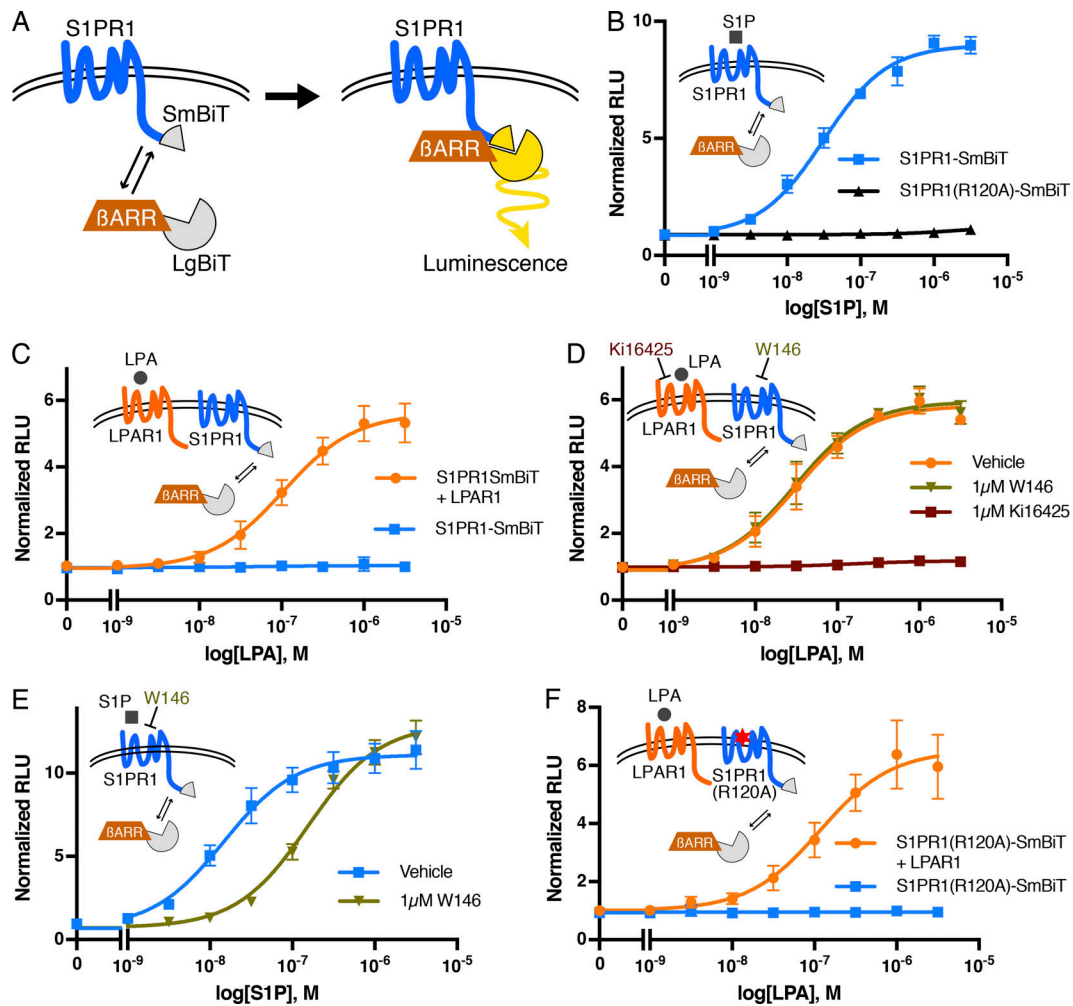 A
S1PR1
SmBiT
ßARR
LgBiT
S1PR1
ßARR
Luminescence
B
Normalized RLU
10
5
0
S1P
S1PR1
ßARR
S1PR1-SmBiT
S1PR1(R120A)-SmBiT
0
10-9
10-8
10-7
10-6
10-5
log[S1P], M
C
Normalized RLU
6
4
2
0
LPA
LPAR1
S1PR1
ßARR
S1PR1SmBiT
+ LPAR1
S1PR1-SmBiT
0
10-9
10-8
10-7
10-6
10-5
log[LPA], M
D
Normalized RLU
6
4
2
0
Ki16425
LPA
W146
LPAR1
S1PR1
ßARR
Vehicle
1µM W146
1µM Ki16425
0
10-9
10-8
10-7
10-6
10-5
log[LPA], M
E
Normalized RLU
10
5
0
S1P
W146
S1PR1
ßARR
Vehicle
1µM W146
0
10-9
10-8
10-7
10-6
10-5
log[S1P], M
F
Normalized RLU
8
6
4
2
0
LPA
LPAR1
S1PR1
(R120A)
ßARR
S1PR1(R120A)-SmBiT
+ LPAR1
S1PR1(R120A)-SmBiT
0
10-9
10-8
10-7
10-6
10-5
log[LPA], M